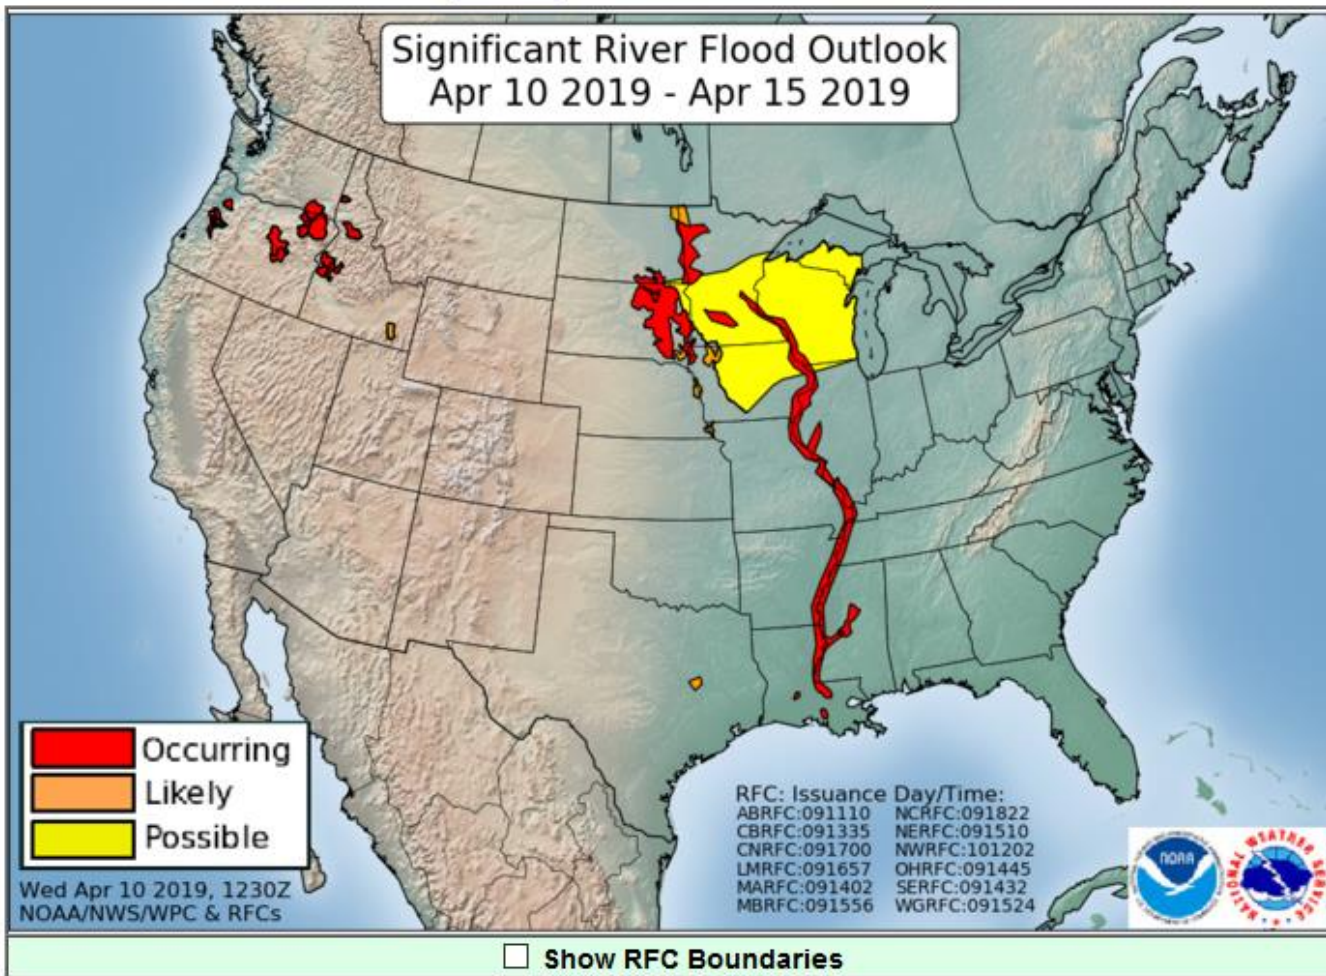 Significant River Flood Outlook
Apr 10 2019 - Apr 15 2019
Occurring
Likely
Possible
Wed Apr 10 2019, 1230Z
NOAA/NWS/WPC & RFCs
RFC: Issuance Day/Time:
ABRFC:091110 NCRFC:091822
CBRFC:091335 NERFC:091510
CNRFC:091700 NWRFC:101202
LMRFC:091657 OHRFC:091445
MARFC:091402 SERFC:091432
MBRFC:091556 WGRFC:091524
NOAA
NATIONAL WEATHER SERVICE
Show RFC Boundaries